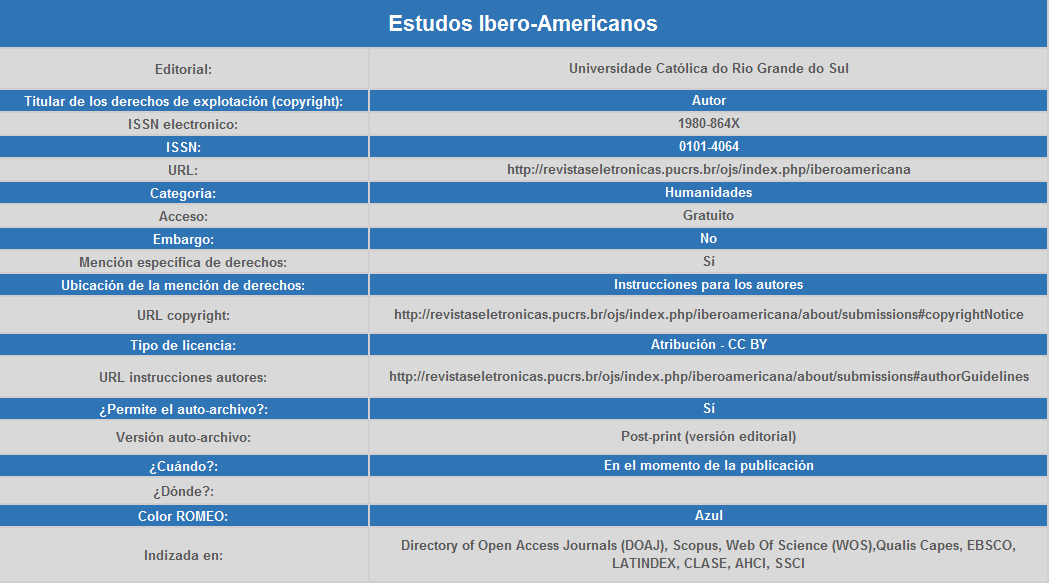 Estudos Ibero-Americanos
Editorial: Universidade Católica do Rio Grande do Sul
Titular de los derechos de explotación (copyright): Autor
ISSN electronico: 1980-864X
ISSN: 0101-4064
URL: http://revistaseletronicas.pucrs.br/ojs/index.php/iberoamericana
Categoria: Humanidades
Acceso: Gratuito
Embargo: No
Mención específica de derechos: Sí
Ubicación de la mención de derechos: Instrucciones para los autores
URL copyright: http://revistaseletronicas.pucrs.br/ojs/index.php/iberoamericana/about/submissions#copyrightNotice
Tipo de licencia: Atribución - CC BY
URL instrucciones autores: http://revistaseletronicas.pucrs.br/ojs/index.php/iberoamericana/about/submissions#authorGuidelines
¿Permite el auto-archivo?: Sí
Versión auto-archivo: Post-print (versión editorial)
¿Cuándo?: En el momento de la publicación
¿Dónde?:
Color ROMEO: Azul
Indizada en: Directory of Open Access Journals (DOAJ), Scopus, Web Of Science (WOS),Qualis Capes, EBSCO,
LATINDEX, CLASE, AHCI, SSCI